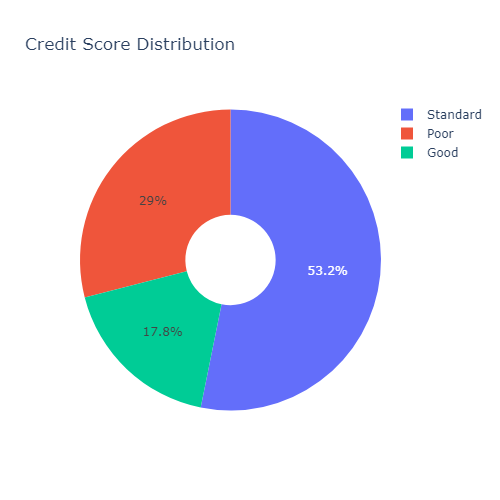 Credit Score Distribution
Standard
Poor
Good
29%
53.2%
17.8%